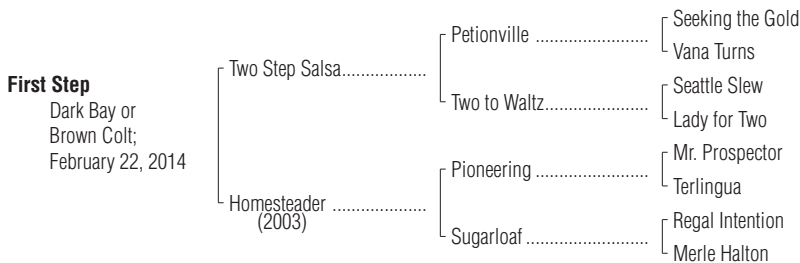 Seeking the Gold
Petionville ........................
Vana Turns
Two Step Salsa..................
Seattle Slew
Two to Waltz......................
Lady for Two
First Step
Dark Bay or
Brown Colt;
February 22, 2014
Mr. Prospector
Pioneering ........................
Terlingua
Homesteader ....................
(2003)
Regal Intention
Sugarloaf ..........................
Merle Halton